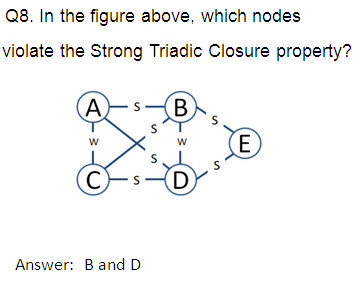 Q8. In the figure above, which nodes
violate the Strong Triadic Closure property?
A S B
S S
W W E
S S
C S D
Answer: B and D